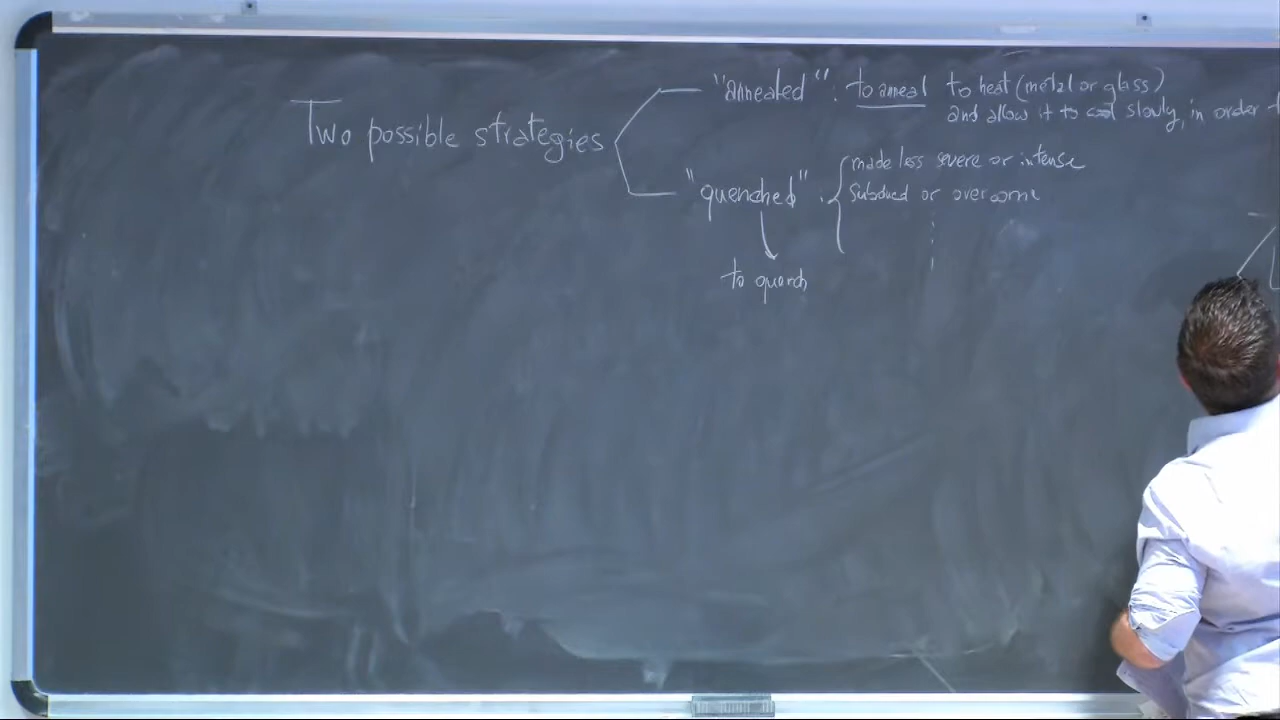 Two possible strategies
"annealed" : to anneal to heat (metal or glass)
and allow it to cool slowly, in order t
"quenched" : made less severe or intense
subdued or overcome
to quench